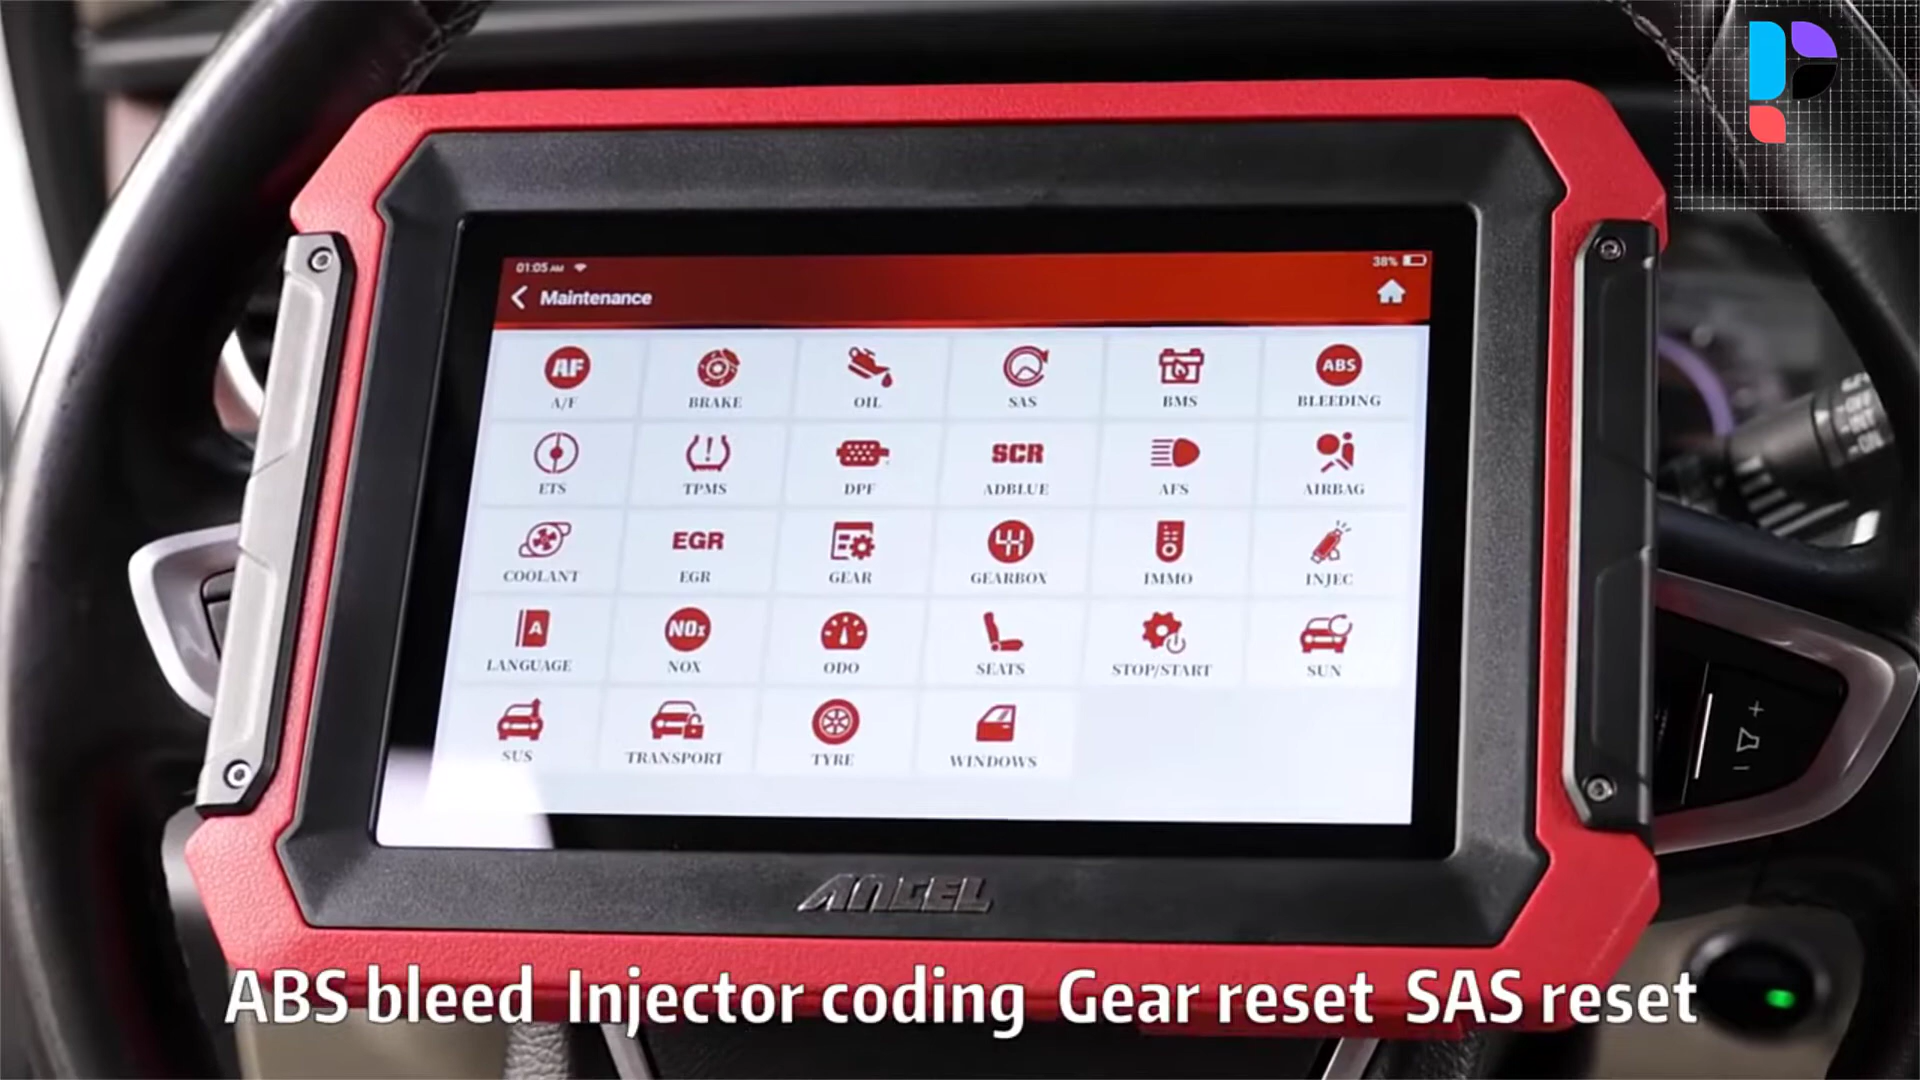 01:05 AM
38%
Maintenance
AF
ABS
A/F
BRAKE
OIL
SAS
BMS
BLEEDING
SCR
ETS
TPMS
DPF
ADBLUE
AFS
AIRBAG
EGR
4H
COOLANT
EGR
GEAR
GEARBOX
IMMO
INJEC
A
NOx
LANGUAGE
NOX
ODO
SEATS
STOP/START
SUN
SUS
TRANSPORT
TYRE
WINDOWS
ANCEL
ABS bleed Injector coding Gear reset SAS reset